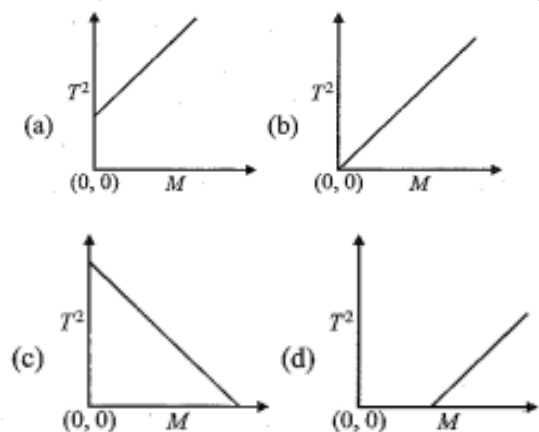 T²
T²
(a)
(b)
(0, 0) M
(0, 0) M
T²
T²
(c)
(d)
(0, 0) M
(0, 0) M